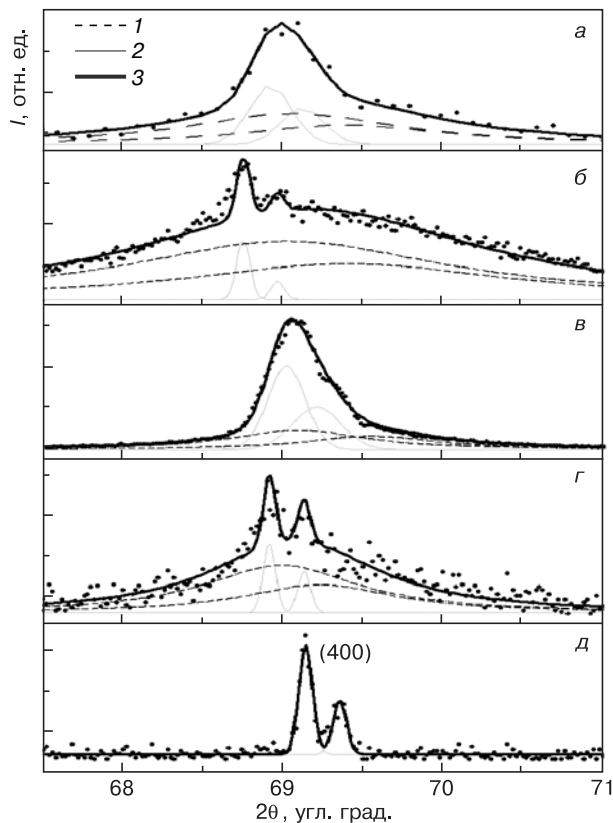 I, отн. ед.
1
2
3
а
б
в
г
д
(400)
68
69
70
71
2θ, угл. град.